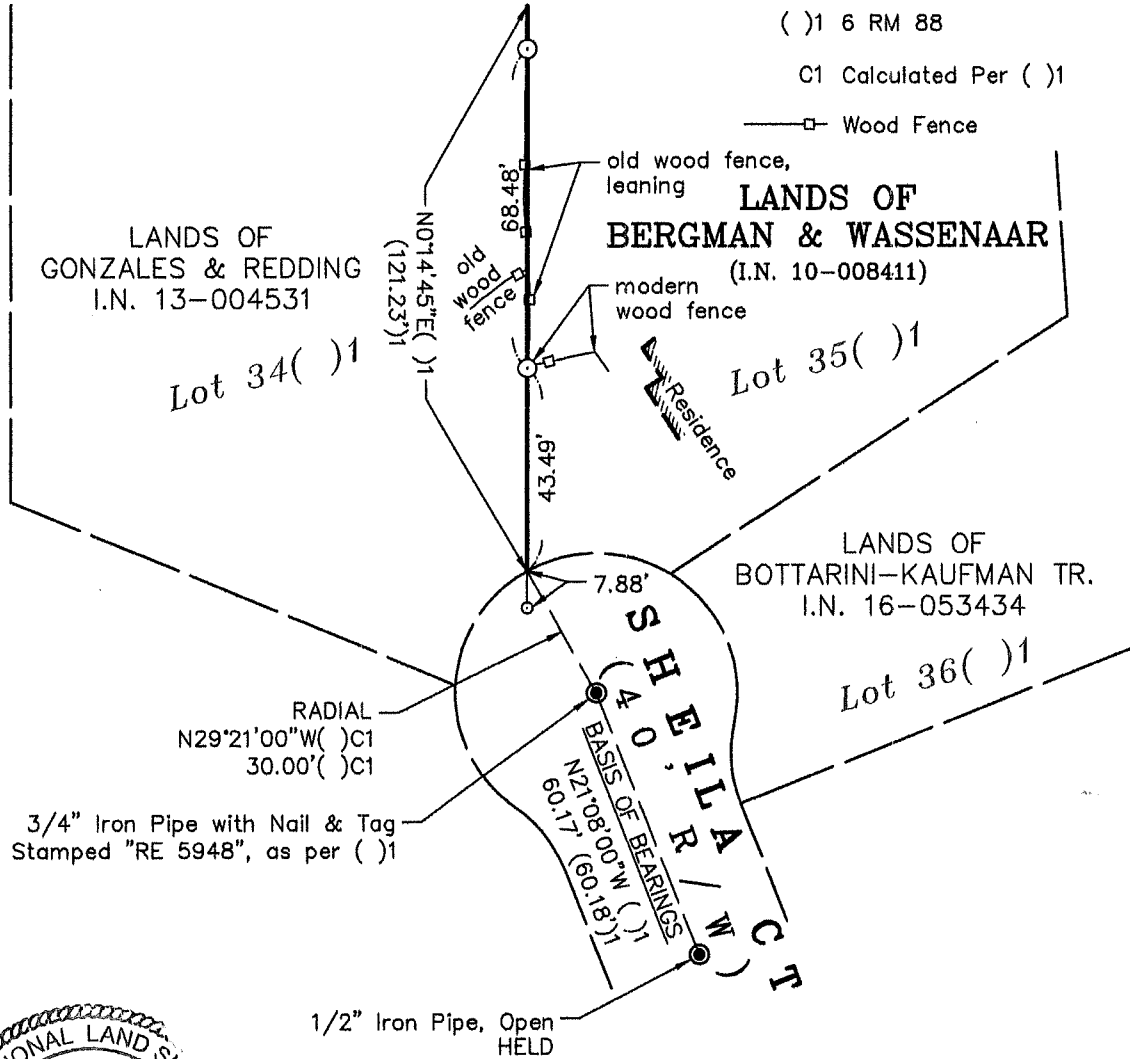 ( )1 6 RM 88
C1 Calculated Per ( )1
Wood Fence
old wood fence,
leaning
LANDS OF
BERGMAN & WASSENAAR
(I.N. 10-008411)
LANDS OF
GONZALES & REDDING
I.N. 13-004531
N0°14'45"E( )1
(121.23')1
68.48'
old
wood
fence
modern
wood fence
Lot 34( )1
Lot 35( )1
Residence
43.49'
LANDS OF
BOTTARINI-KAUFMAN TR.
I.N. 16-053434
7.88'
Lot 36( )1
SHEILA CT
(40' R/W)
RADIAL
N29°21'00"W( )C1
30.00'( )C1
BASIS OF BEARINGS
N21°08'00"W ( )1
60.17' (60.18')1
3/4" Iron Pipe with Nail & Tag
Stamped "RE 5948", as per ( )1
1/2" Iron Pipe, Open
HELD
LAND